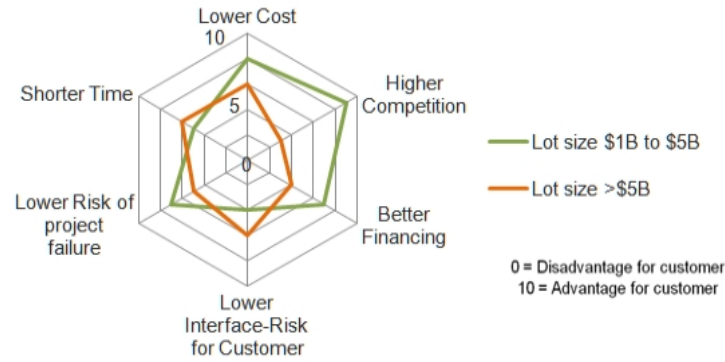 Lower Cost
10
Shorter Time
Higher
Competition
5
Lot size $1B to $5B
0
Lot size >$5B
Lower Risk of
project
failure
Better
Financing
0 = Disadvantage for customer
10 = Advantage for customer
Lower
Interface-Risk
for Customer